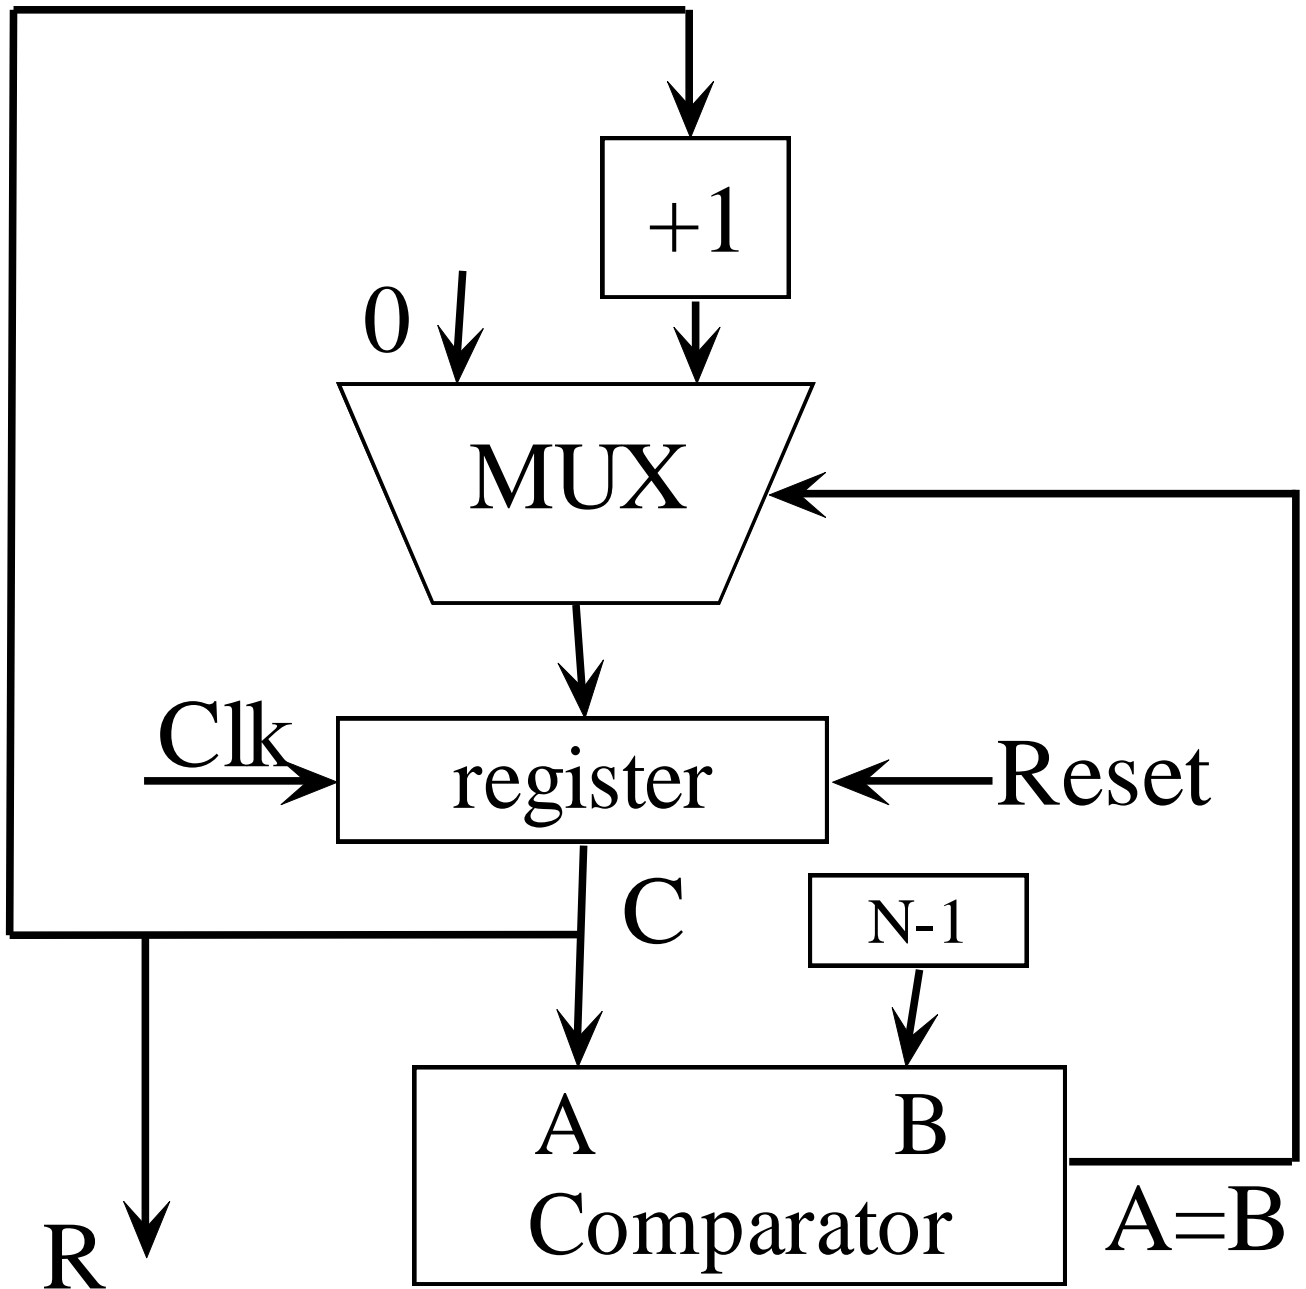 +1
0
MUX
Clk
register
Reset
C
N-1
A B
Comparator
A=B
R